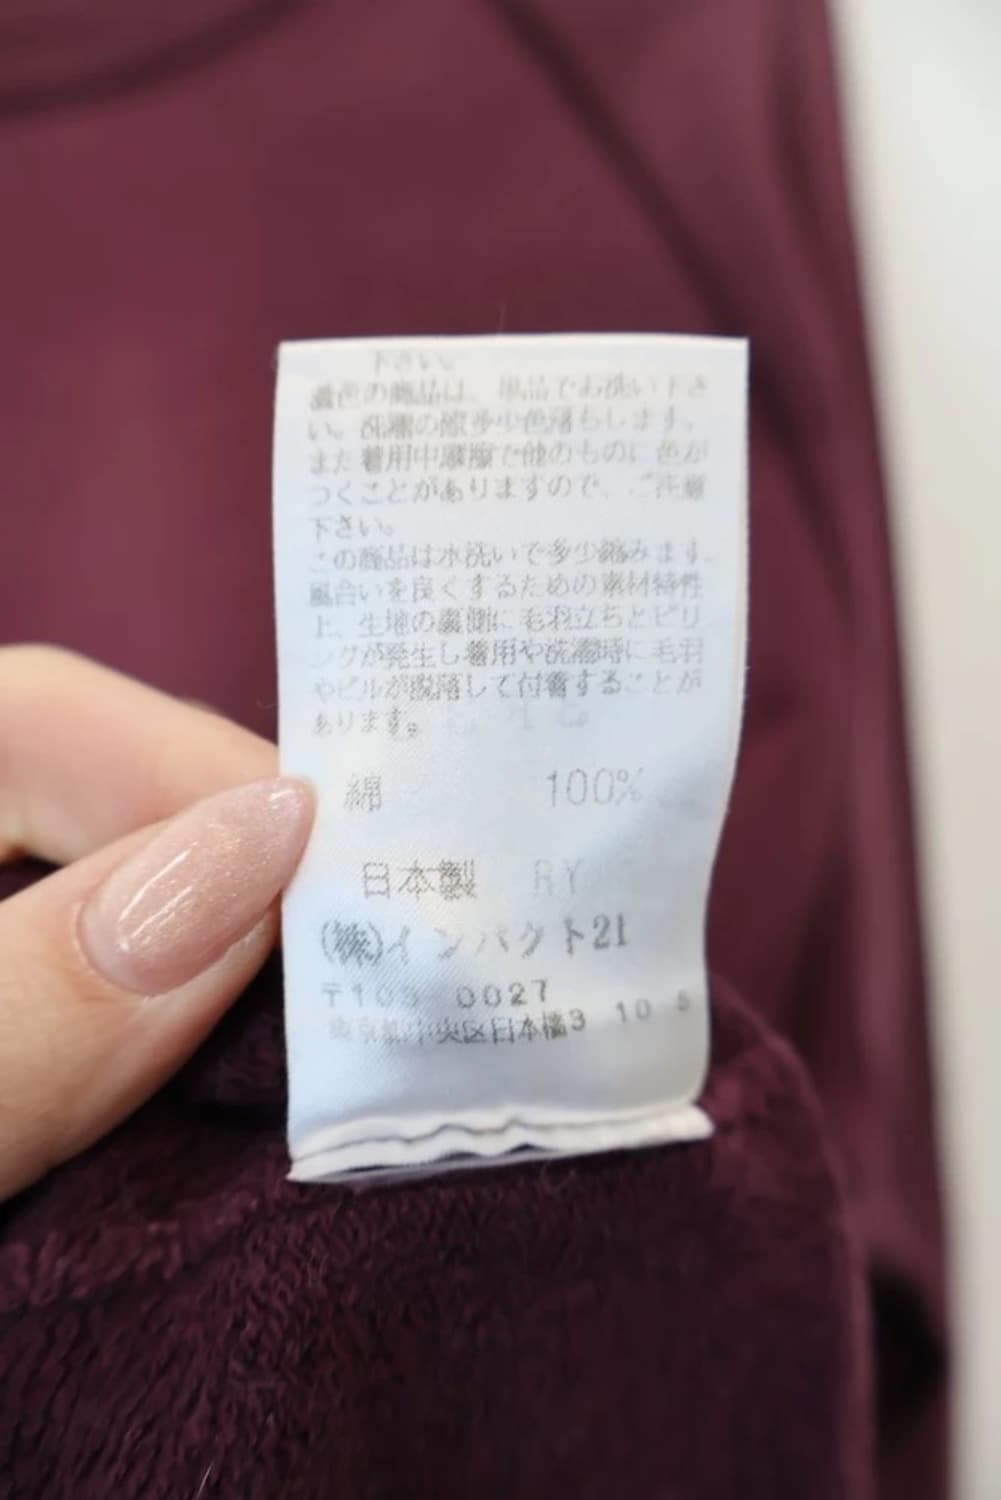 下さい。
濃色の商品は、単品でお洗い下さ
い。洗濯の際多少色落ちします。
また着用中摩擦で他のものに色が
つくことがありますので、ご注意
下さい。
この商品は水洗いで多少縮みます。
風合いを良くするための素材特性
上、生地の裏側に毛羽立ちとピリ
ングが発生し着用や洗濯時に毛羽
やピルが脱落して付着することが
あります。
綿 100%
日本製 RY
(株)インパクト21
〒103 0027
東京都中央区日本橋3 10 5